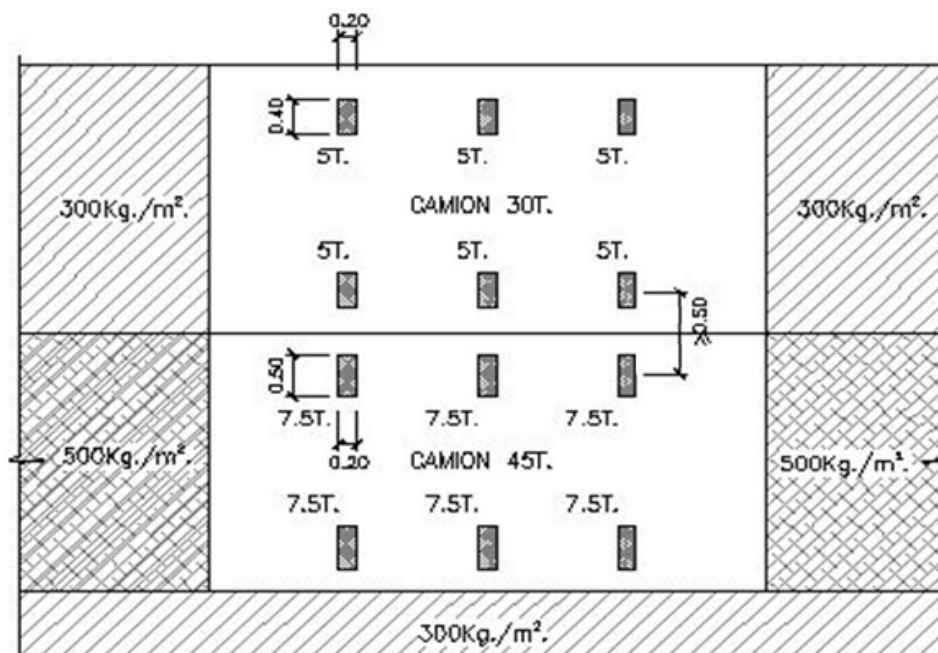 0.20
0.40
5T. 5T. 5T.
300Kg./m². CAMION 30T. 300Kg./m².
5T. 5T. 5T.
≥0.50
0.50
7.5T. 7.5T. 7.5T.
0.20
500Kg./m². CAMION 45T. 500Kg./m².
7.5T. 7.5T. 7.5T.
300Kg./m².